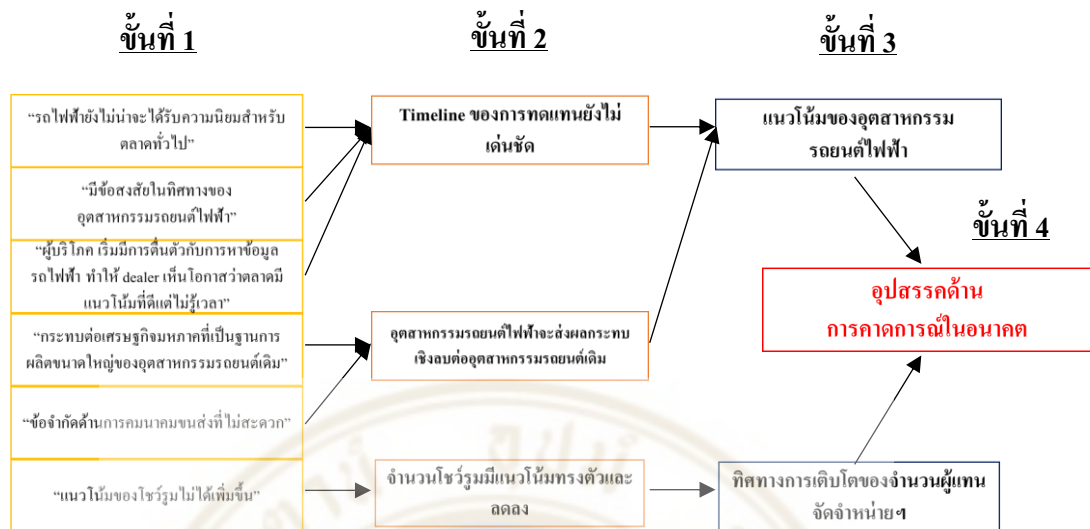 ขั้นที่ 1
ขั้นที่ 2
ขั้นที่ 3
“รถไฟฟ้ายังไม่น่าจะได้รับความนิยมสำหรับ
ตลาดทั่วไป”
“มีข้อสงสัยในทิศทางของ
อุตสาหกรรมรถยนต์ไฟฟ้า”
“ผู้บริโภค เริ่มมีการตื่นตัวกับการหาข้อมูล
รถไฟฟ้า ทำให้ dealer เห็นโอกาสว่าตลาดมี
แนวโน้มที่ดีแต่ไม่รู้เวลา”
“กระทบต่อเศรษฐกิจมหภาคที่เป็นฐานการ
ผลิตขนาดใหญ่ของอุตสาหกรรมรถยนต์เดิม”
“ข้อจำกัดด้านการคมนาคมขนส่งที่ไม่สะดวก”
“แนวโน้มของโชว์รูมไม่ได้เพิ่มขึ้น”
Timeline ของการทดแทนยังไม่
เด่นชัด
อุตสาหกรรมรถยนต์ไฟฟ้าจะส่งผลกระทบ
เชิงลบต่ออุตสาหกรรมรถยนต์เดิม
จำนวนโชว์รูมมีแนวโน้มทรงตัวและ
ลดลง
แนวโน้มของอุตสาหกรรม
รถยนต์ไฟฟ้า
ทิศทางการเติบโตของจำนวนผู้แทน
จัดจำหน่ายฯ
ขั้นที่ 4
อุปสรรคด้าน
การคาดการณ์ในอนาคต